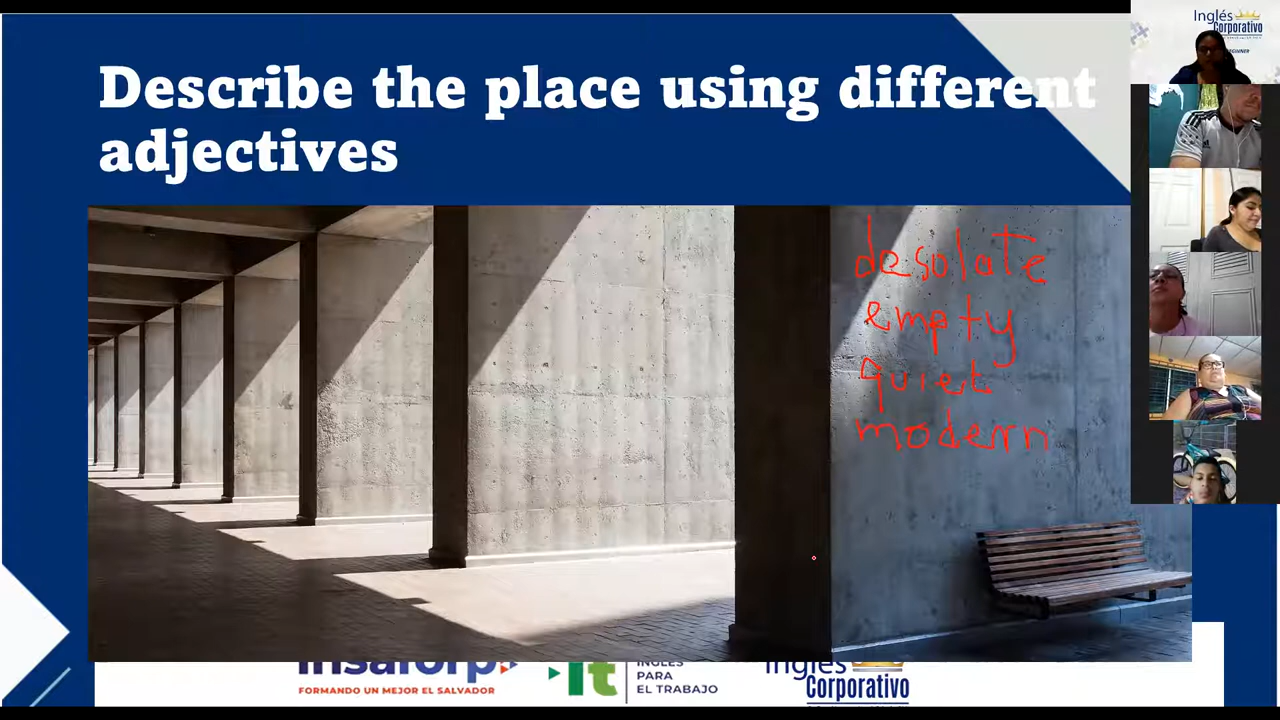 Describe the place using different
adjectives
desolate
empty
quiet
modern
FORMANDO UN MEJOR EL SALVADOR
PARA
EL TRABAJO
Inglés
Corporativo
Inglés
Corporativo